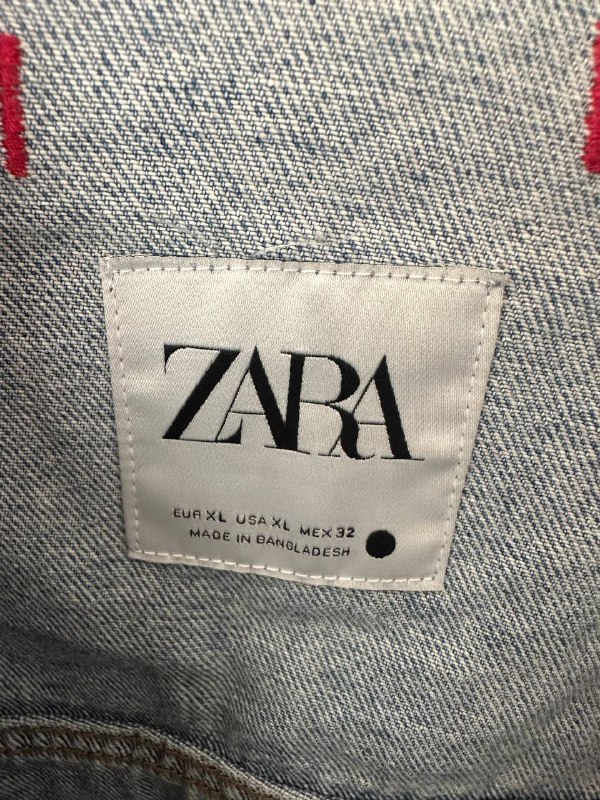 ZARA
EUR XL USA XL MEX 32
MADE IN BANGLADESH